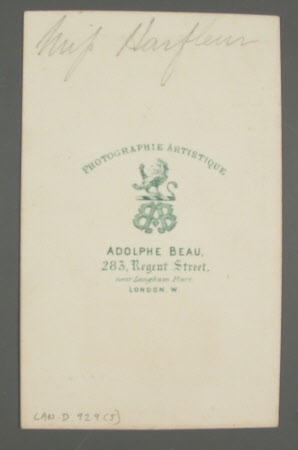 Miss Harfleur
PHOTOGRAPHIE ARTISTIQUE
ADOLPHE BEAU,
283, Regent Street,
near Langham Place
LONDON. W.
LAN.D.929(5)